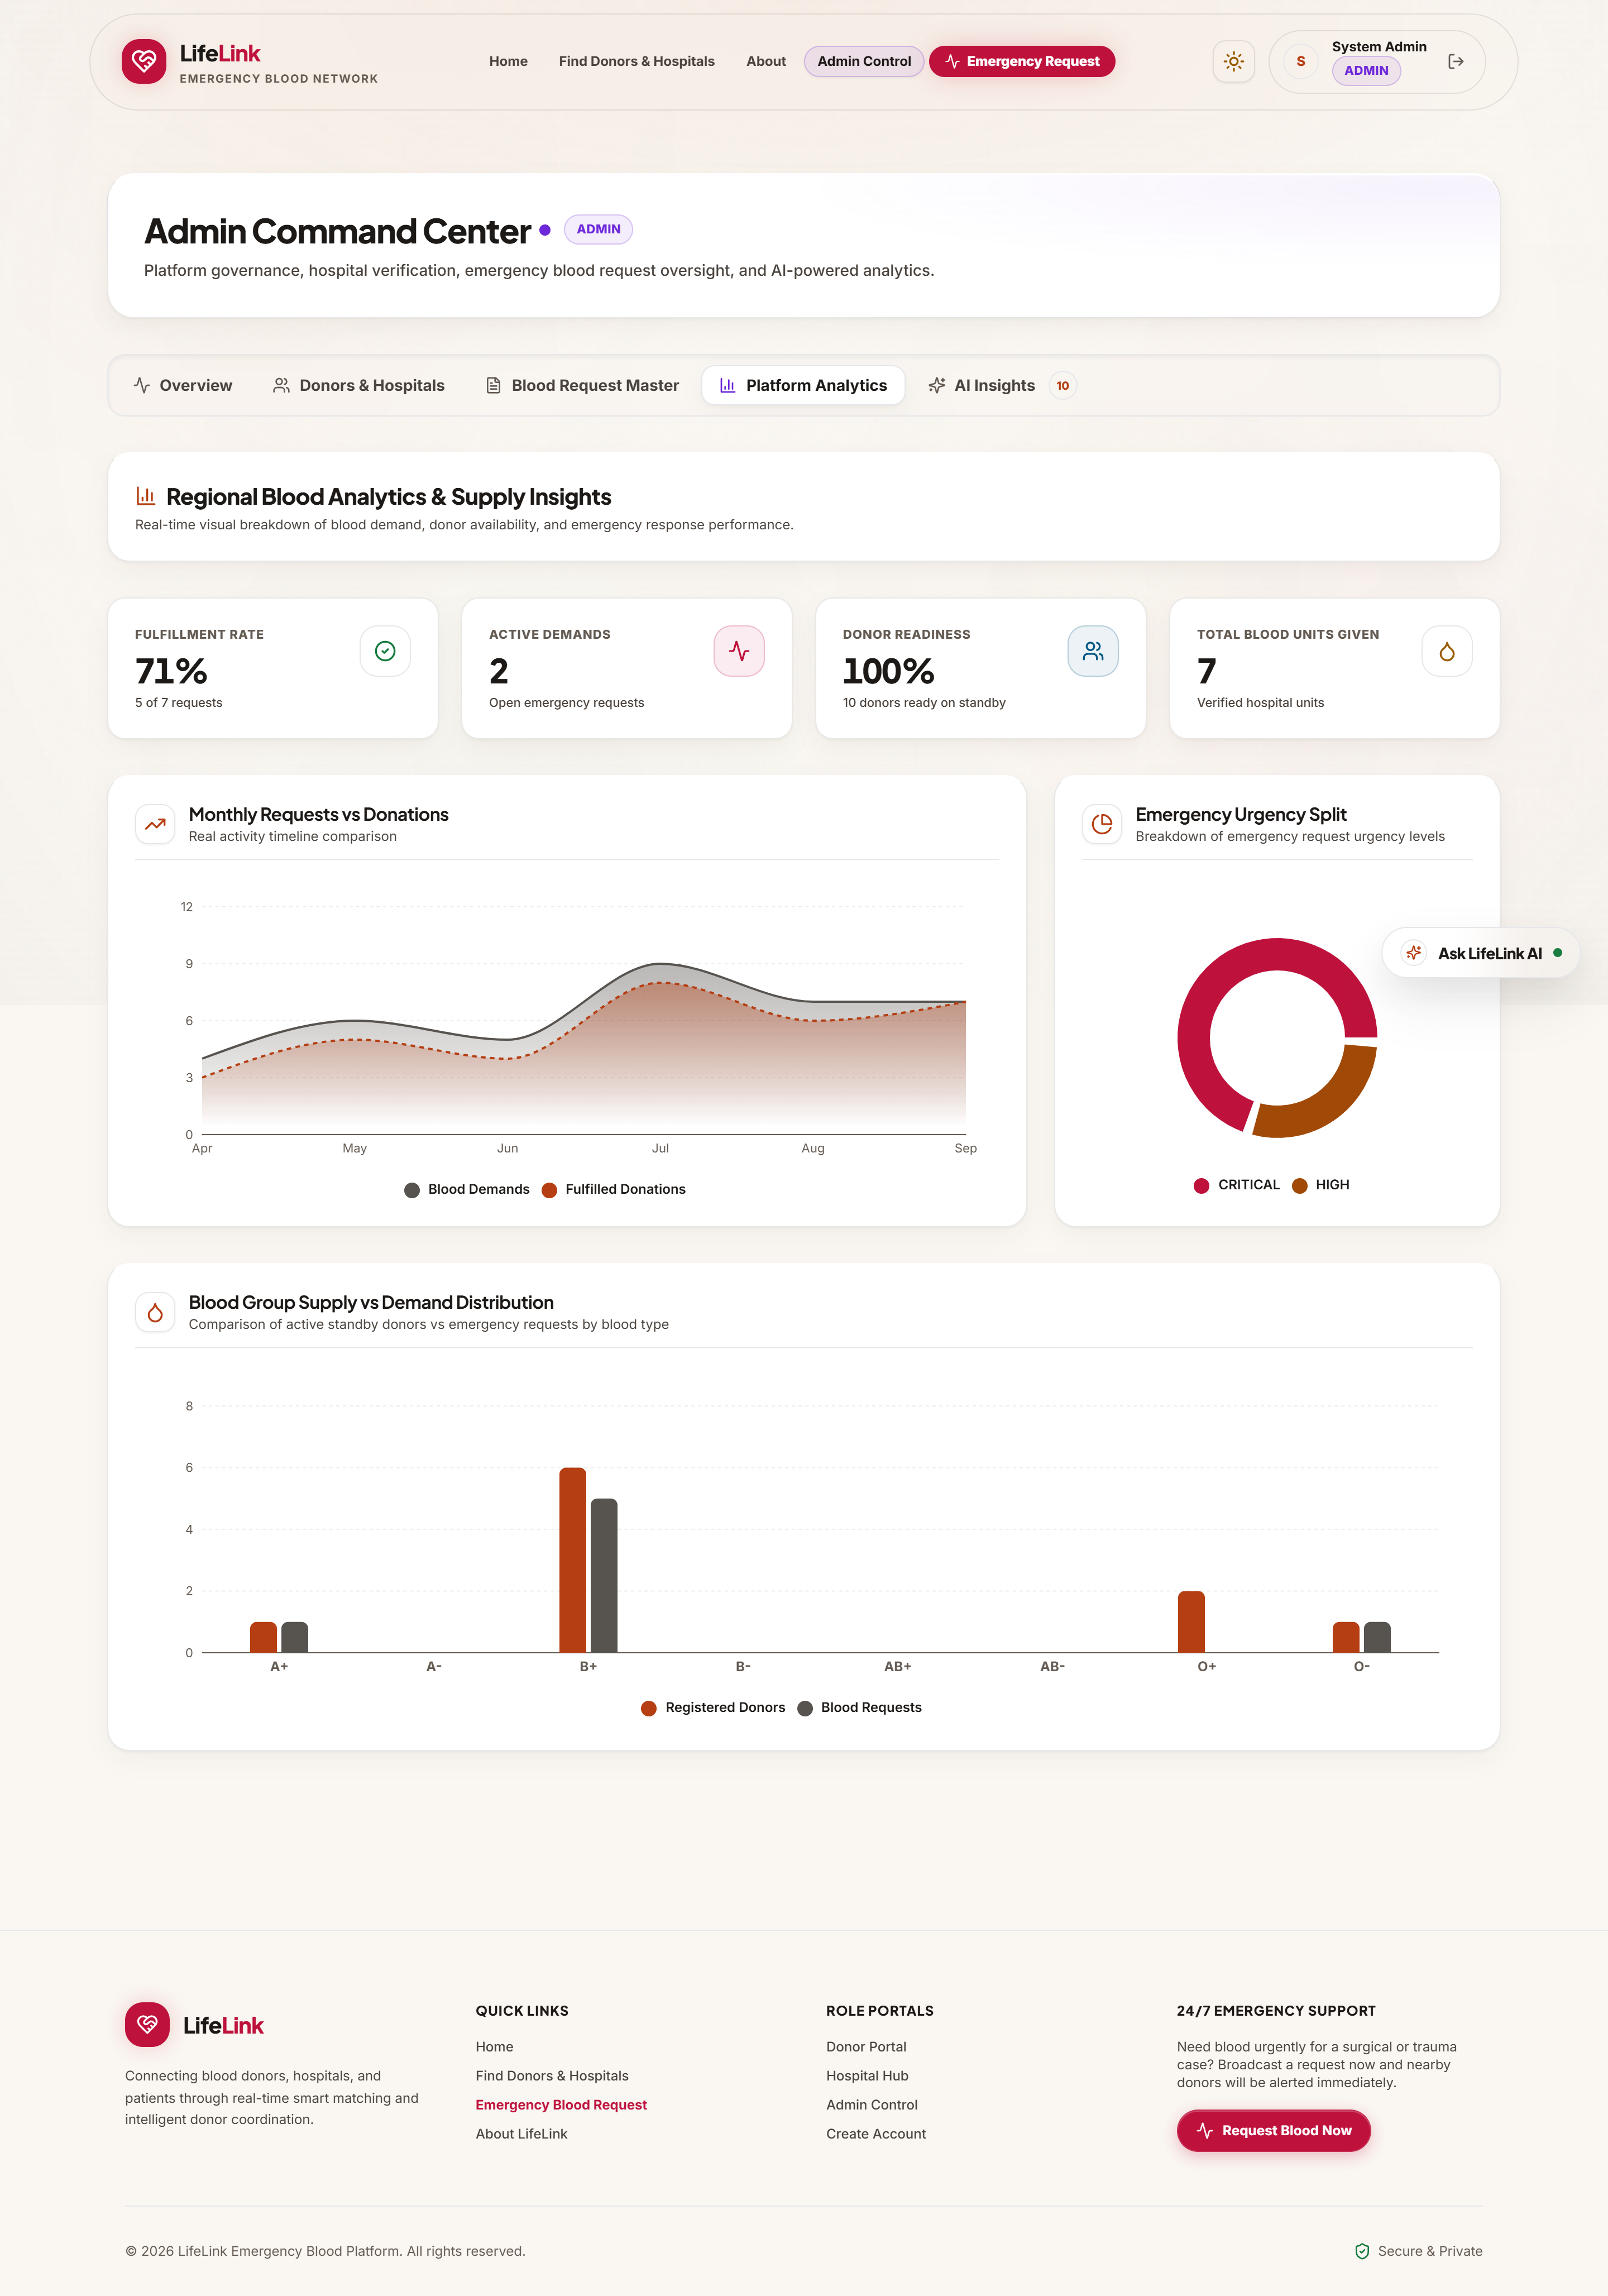 LifeLink
EMERGENCY BLOOD NETWORK
Home
Find Donors & Hospitals
About
Admin Control
Emergency Request
S
System Admin
ADMIN
Admin Command Center
ADMIN
Platform governance, hospital verification, emergency blood request oversight, and AI-powered analytics.
Overview
Donors & Hospitals
Blood Request Master
Platform Analytics
AI Insights
10
Regional Blood Analytics & Supply Insights
Real-time visual breakdown of blood demand, donor availability, and emergency response performance.
FULFILLMENT RATE
71%
5 of 7 requests
ACTIVE DEMANDS
2
Open emergency requests
DONOR READINESS
100%
10 donors ready on standby
TOTAL BLOOD UNITS GIVEN
7
Verified hospital units
Monthly Requests vs Donations
Real activity timeline comparison
12
9
6
3
0
Apr
May
Jun
Jul
Aug
Sep
Blood Demands
Fulfilled Donations
Emergency Urgency Split
Breakdown of emergency request urgency levels
CRITICAL
HIGH
Ask LifeLink AI
Blood Group Supply vs Demand Distribution
Comparison of active standby donors vs emergency requests by blood type
8
6
4
2
0
A+
A-
B+
B-
AB+
AB-
O+
O-
Registered Donors
Blood Requests
LifeLink
Connecting blood donors, hospitals, and
patients through real-time smart matching and
intelligent donor coordination.
QUICK LINKS
Home
Find Donors & Hospitals
Emergency Blood Request
About LifeLink
ROLE PORTALS
Donor Portal
Hospital Hub
Admin Control
Create Account
24/7 EMERGENCY SUPPORT
Need blood urgently for a surgical or trauma
case? Broadcast a request now and nearby
donors will be alerted immediately.
Request Blood Now
© 2026 LifeLink Emergency Blood Platform. All rights reserved.
Secure & Private